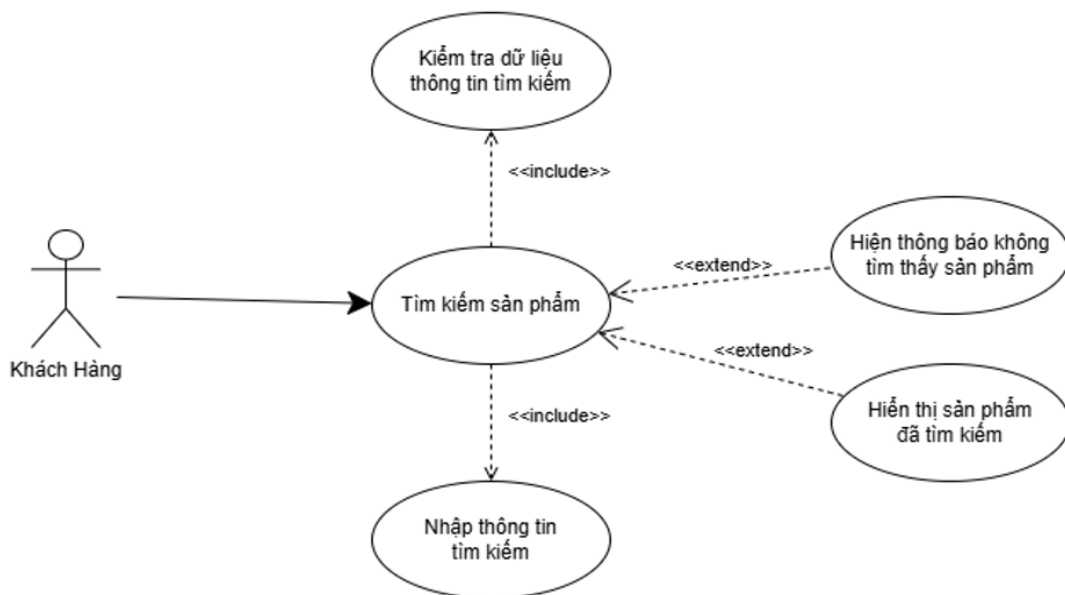 Kiểm tra dữ liệu
thông tin tìm kiếm
<<include>>
Hiện thông báo không
tìm thấy sản phẩm
<<extend>>
Tìm kiếm sản phẩm
<<extend>>
Khách Hàng
Hiển thị sản phẩm
đã tìm kiếm
<<include>>
Nhập thông tin
tìm kiếm